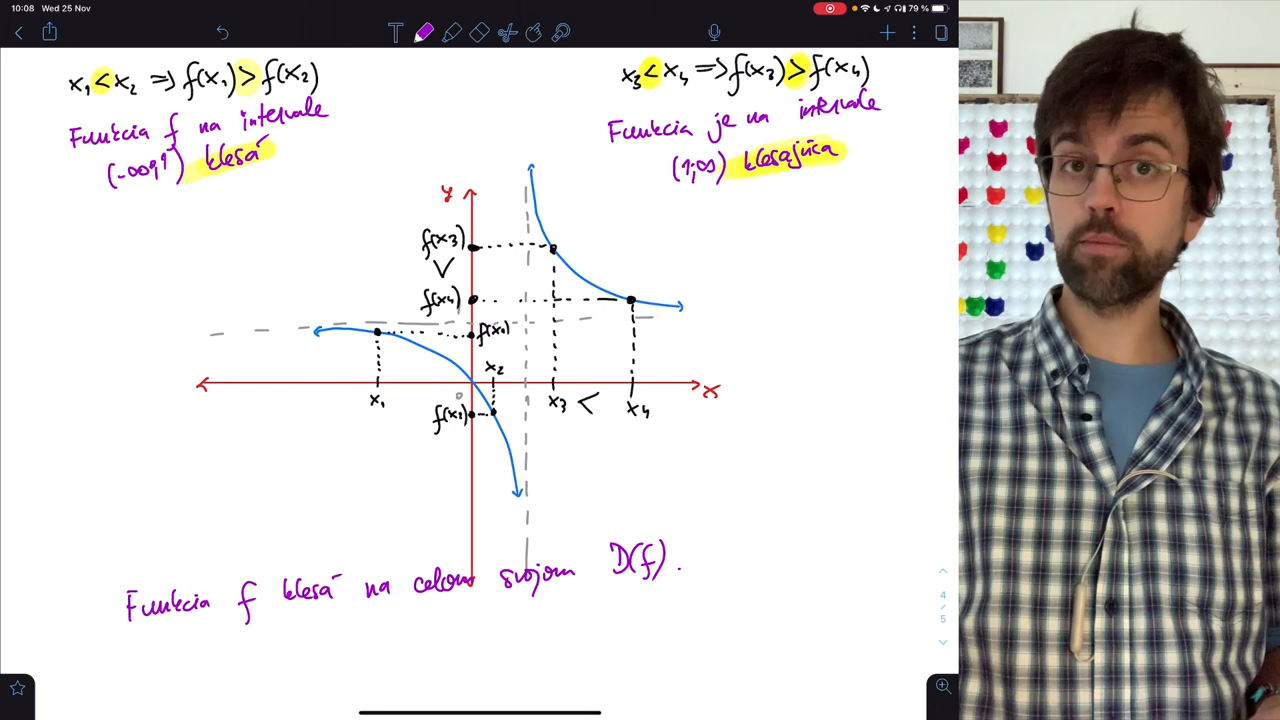 10:08 Wed 25 Nov
79 %
x₁ < x₂ => f(x₁) > f(x₂)
Funkcia f na intervale
(-∞,1) klesá
x₃ < x₄ => f(x₃) > f(x₄)
Funkcia je na intervale
(1;∞) klesajúca
y
f(x₃)
f(x₄)
f(x₁)
x₂
x
x₁
x₃ < x₄
f(x₂)
Funkcia f klesá na celom svojom D(f).
4
/
5